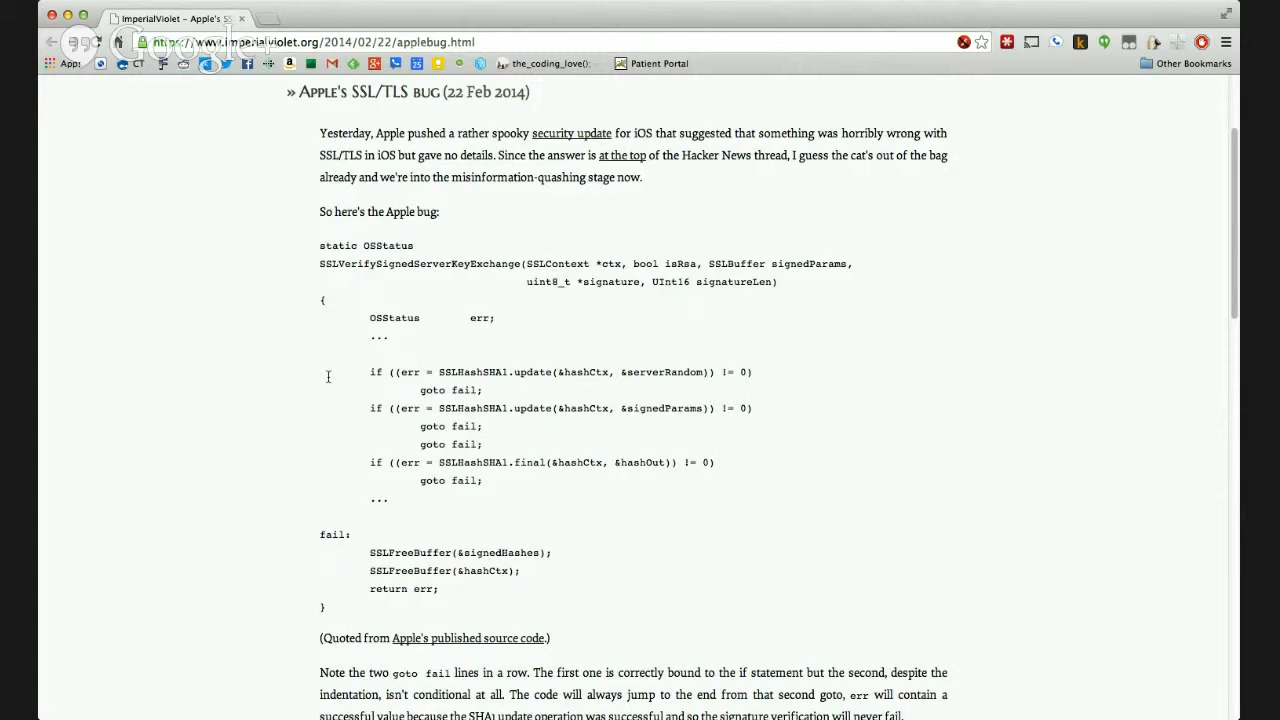 ImperialViolet – Apple's SS
Google+
https://www.imperialviolet.org/2014/02/22/applebug.html
Apps CT the_coding_love(); Patient Portal Other Bookmarks
» Apple's SSL/TLS bug (22 Feb 2014)
Yesterday, Apple pushed a rather spooky security update for iOS that suggested that something was horribly wrong with
SSL/TLS in iOS but gave no details. Since the answer is at the top of the Hacker News thread, I guess the cat's out of the bag
already and we're into the misinformation-quashing stage now.
So here's the Apple bug:
static OSStatus
SSLVerifySignedServerKeyExchange(SSLContext *ctx, bool isRsa, SSLBuffer signedParams,
uint8_t *signature, UInt16 signatureLen)
{
OSStatus err;
...
if ((err = SSLHashSHA1.update(&hashCtx, &serverRandom)) != 0)
goto fail;
if ((err = SSLHashSHA1.update(&hashCtx, &signedParams)) != 0)
goto fail;
goto fail;
if ((err = SSLHashSHA1.final(&hashCtx, &hashOut)) != 0)
goto fail;
...
fail:
SSLFreeBuffer(&signedHashes);
SSLFreeBuffer(&hashCtx);
return err;
}
(Quoted from Apple's published source code.)
Note the two goto fail lines in a row. The first one is correctly bound to the if statement but the second, despite the
indentation, isn't conditional at all. The code will always jump to the end from that second goto, err will contain a
successful value because the SHA1 update operation was successful and so the signature verification will never fail.